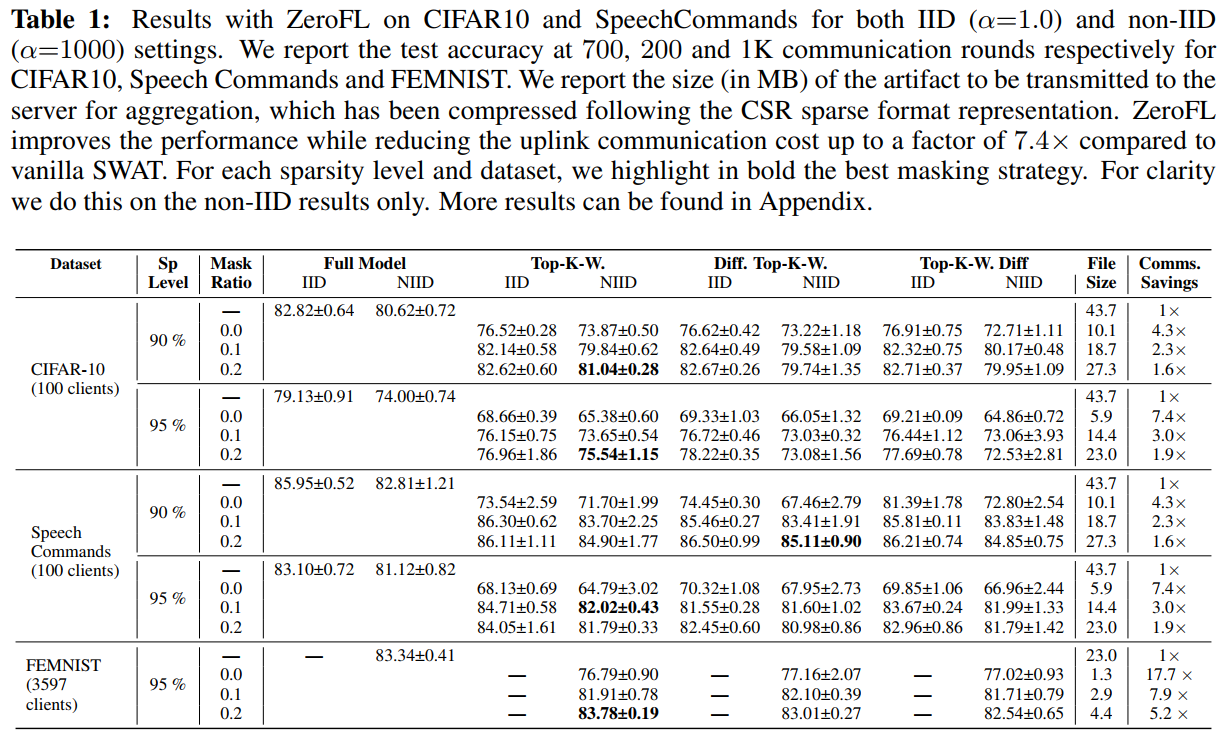 Table 1: Results with ZeroFL on CIFAR10 and SpeechCommands for both IID (α=1.0) and non-IID
(α=1000) settings. We report the test accuracy at 700, 200 and 1K communication rounds respectively for
CIFAR10, Speech Commands and FEMNIST. We report the size (in MB) of the artifact to be transmitted to the
server for aggregation, which has been compressed following the CSR sparse format representation. ZeroFL
improves the performance while reducing the uplink communication cost up to a factor of 7.4× compared to
vanilla SWAT. For each sparsity level and dataset, we highlight in bold the best masking strategy. For clarity
we do this on the non-IID results only. More results can be found in Appendix.
Dataset Sp Mask Full Model Top-K-W. Diff. Top-K-W. Top-K-W. Diff File Comms.
Level Ratio IID NIID IID NIID IID NIID IID NIID Size Savings
— 82.82±0.64 80.62±0.72 43.7 1×
90 % 0.0 76.52±0.28 73.87±0.50 76.62±0.42 73.22±1.18 76.91±0.75 72.71±1.11 10.1 4.3×
0.1 82.14±0.58 79.84±0.62 82.64±0.49 79.58±1.09 82.32±0.75 80.17±0.48 18.7 2.3×
CIFAR-10 0.2 82.62±0.60 81.04±0.28 82.67±0.26 79.74±1.35 82.71±0.37 79.95±1.09 27.3 1.6×
(100 clients) — 79.13±0.91 74.00±0.74 43.7 1×
95 % 0.0 68.66±0.39 65.38±0.60 69.33±1.03 66.05±1.32 69.21±0.09 64.86±0.72 5.9 7.4×
0.1 76.15±0.75 73.65±0.54 76.72±0.46 73.03±0.32 76.44±1.12 73.06±3.93 14.4 3.0×
0.2 76.96±1.86 75.54±1.15 78.22±0.35 73.08±1.56 77.69±0.78 72.53±2.81 23.0 1.9×
— 85.95±0.52 82.81±1.21 43.7 1×
90 % 0.0 73.54±2.59 71.70±1.99 74.45±0.30 67.46±2.79 81.39±1.78 72.80±2.54 10.1 4.3×
Speech 0.1 86.30±0.62 83.70±2.25 85.46±0.27 83.41±1.91 85.81±0.11 83.83±1.48 18.7 2.3×
Commands 0.2 86.11±1.11 84.90±1.77 86.50±0.99 85.11±0.90 86.21±0.74 84.85±0.75 27.3 1.6×
(100 clients) — 83.10±0.72 81.12±0.82 43.7 1×
95 % 0.0 68.13±0.69 64.79±3.02 70.32±1.08 67.95±2.73 69.85±1.06 66.96±2.44 5.9 7.4×
0.1 84.71±0.58 82.02±0.43 81.55±0.28 81.60±1.02 83.67±0.24 81.99±1.33 14.4 3.0×
0.2 84.05±1.61 81.79±0.33 82.45±0.60 80.98±0.86 82.96±0.86 81.79±1.42 23.0 1.9×
FEMNIST — — 83.34±0.41 23.0 1×
(3597 95 % 0.0 — 76.79±0.90 — 77.16±2.07 — 77.02±0.93 1.3 17.7 ×
clients) 0.1 — 81.91±0.78 — 82.10±0.39 — 81.71±0.79 2.9 7.9 ×
0.2 — 83.78±0.19 — 83.01±0.27 — 82.54±0.65 4.4 5.2 ×